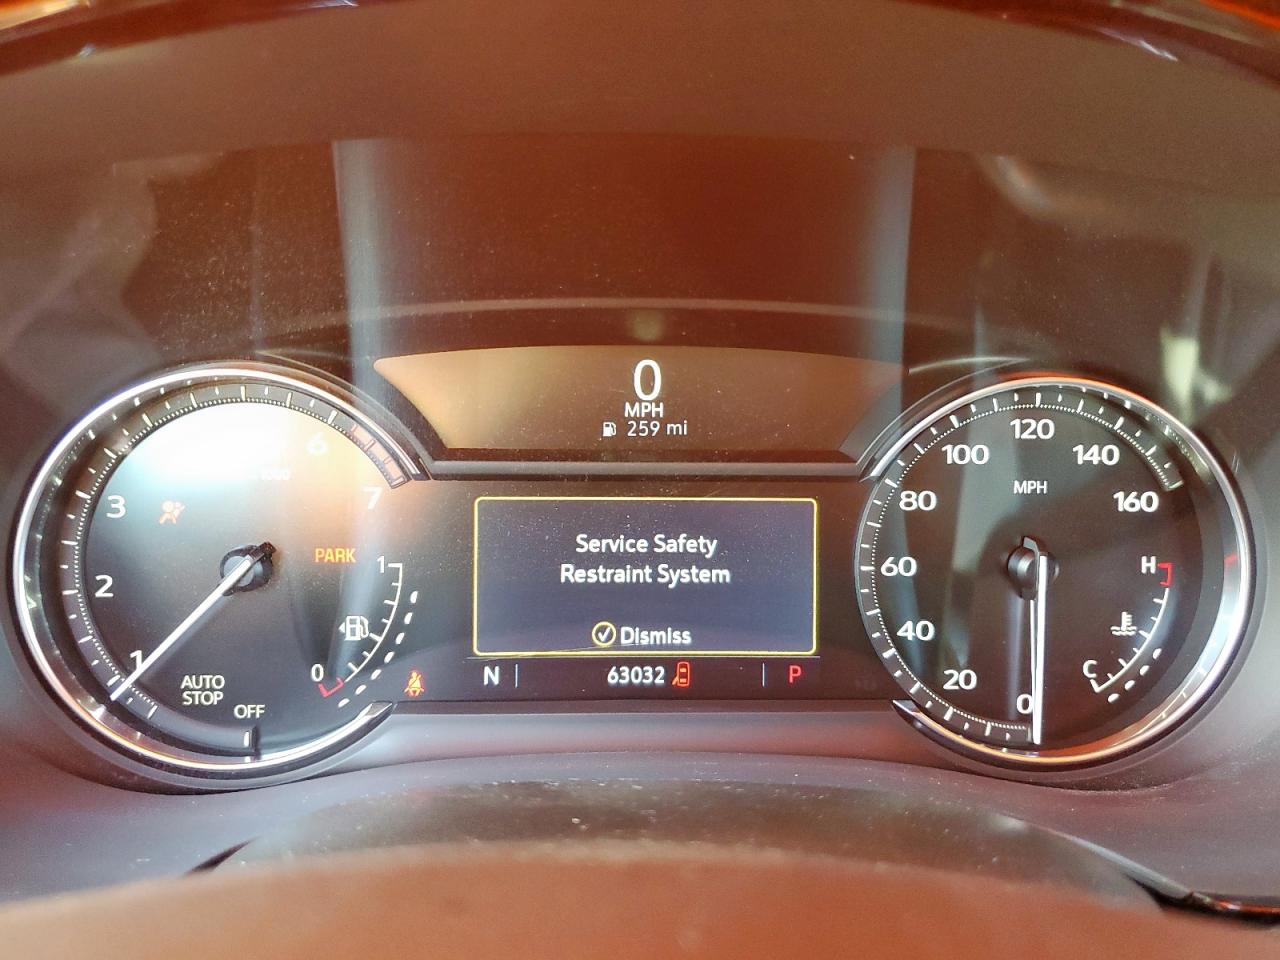 0
MPH
259 mi
6
1000
3
7
2
1
PARK
1
0
AUTO
STOP
OFF
Service Safety
Restraint System
Dismiss
N
63032
P
120
100
140
MPH
80
160
60
H
40
C
20
0